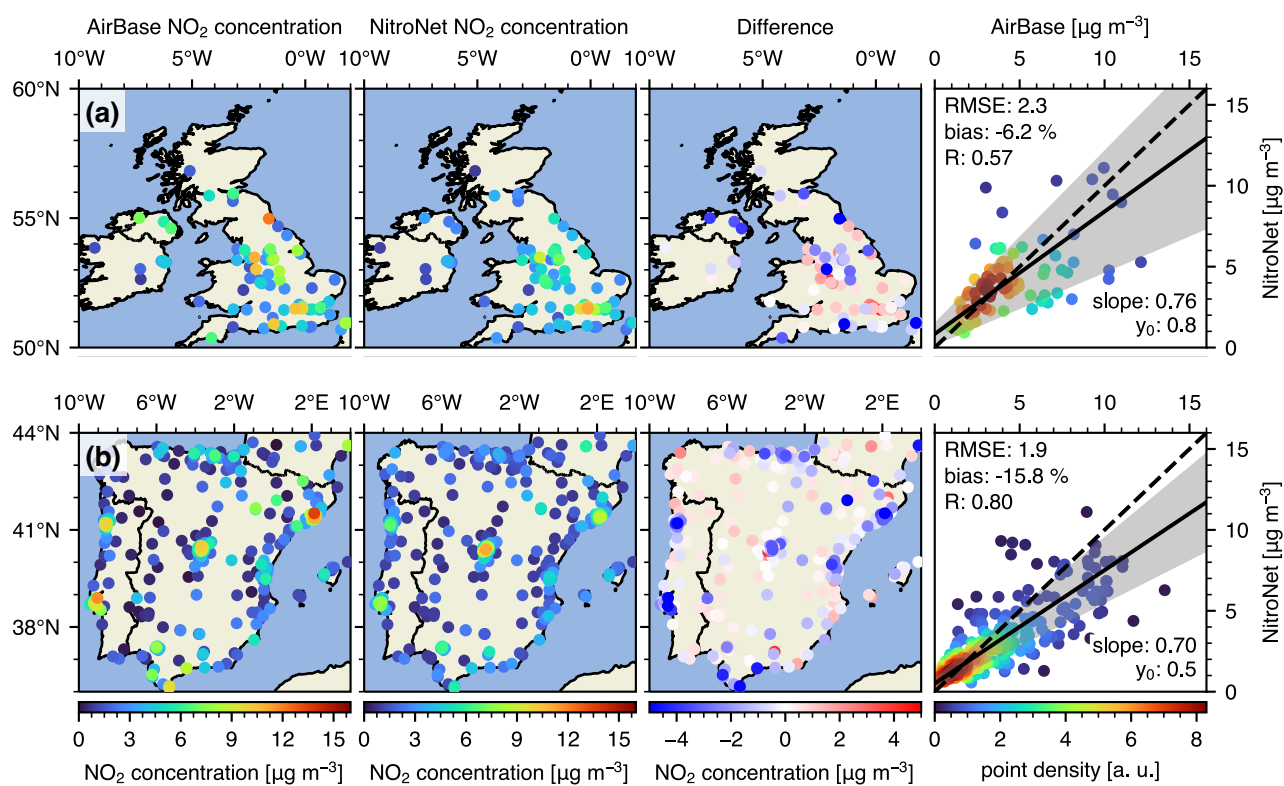 AirBase NO₂ concentration NitroNet NO₂ concentration Difference AirBase [µg m⁻³]
10°W 5°W 0°W 10°W 5°W 0°W 10°W 5°W 0°W 0 5 10 15
60°N 15
(a) RMSE: 2.3
bias: -6.2 %
R: 0.57
10
55°N
NitroNet [µg m⁻³]
5
slope: 0.76
y₀: 0.8
50°N 0
10°W 6°W 2°W 2°E 10°W 6°W 2°W 2°E 10°W 6°W 2°W 2°E 0 5 10 15
44°N
(b) RMSE: 1.9 15
bias: -15.8 %
R: 0.80
41°N 10
NitroNet [µg m⁻³]
5
38°N
slope: 0.70
y₀: 0.5
0
0 3 6 9 12 15 0 3 6 9 12 15 −4 −2 0 2 4 0 2 4 6 8
NO₂ concentration [µg m⁻³] NO₂ concentration [µg m⁻³] NO₂ concentration [µg m⁻³] point density [a. u.]